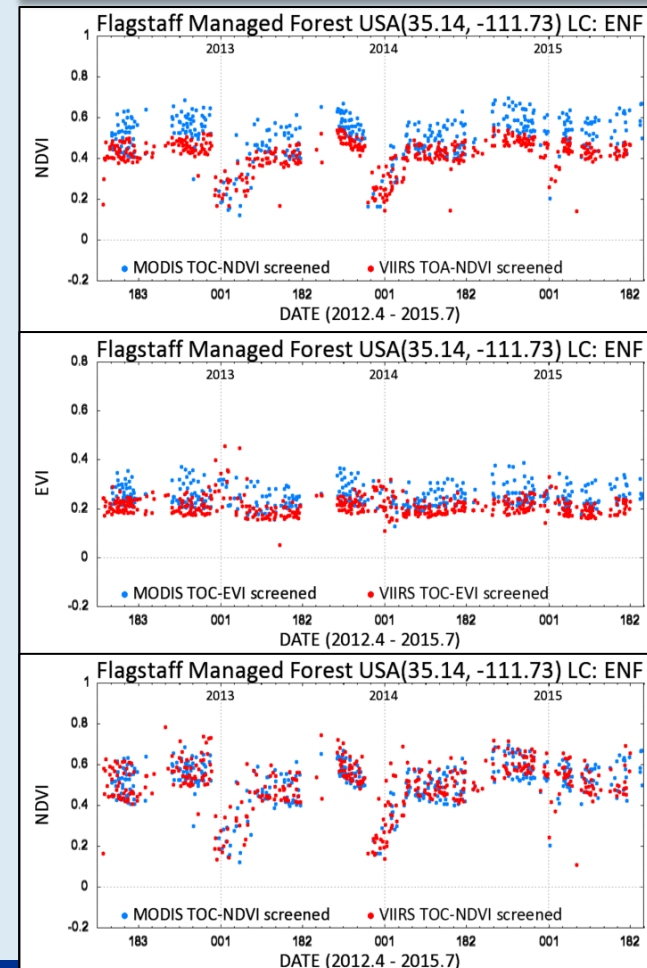 Flagstaff Managed Forest USA(35.14, -111.73) LC: ENF
2013 2014 2015
1
0.8
0.6
0.4
0.2
0
-0.2
NDVI
MODIS TOC-NDVI screened VIIRS TOA-NDVI screened
183 001 182 001 182 001 182
DATE (2012.4 - 2015.7)
Flagstaff Managed Forest USA(35.14, -111.73) LC: ENF
2013 2014 2015
0.8
0.6
0.4
0.2
0
-0.2
EVI
MODIS TOC-EVI screened VIIRS TOC-EVI screened
183 001 182 001 182 001 182
DATE (2012.4 - 2015.7)
Flagstaff Managed Forest USA(35.14, -111.73) LC: ENF
2013 2014 2015
1
0.8
0.6
0.4
0.2
0
-0.2
NDVI
MODIS TOC-NDVI screened VIIRS TOC-NDVI screened
183 001 182 001 182 001 182
DATE (2012.4 - 2015.7)